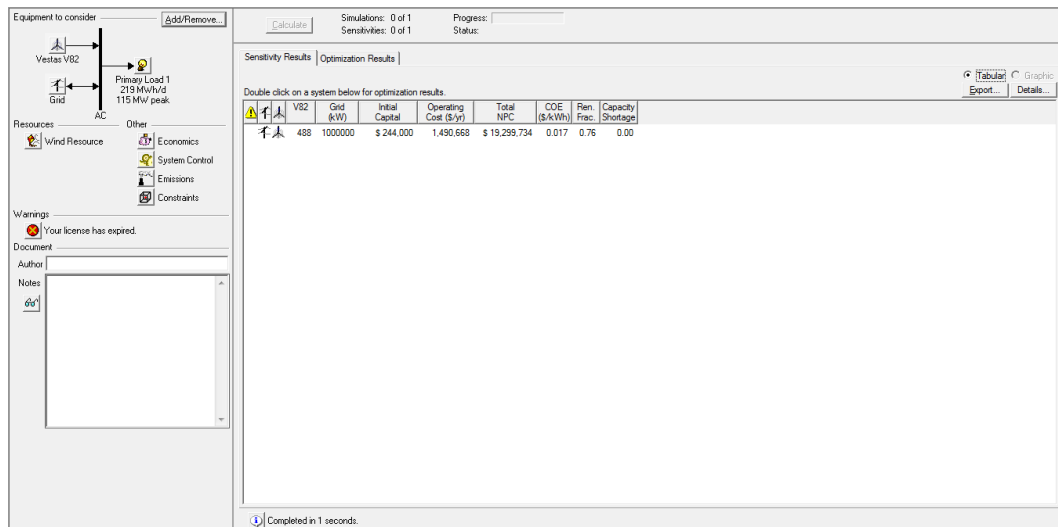 Equipment to consider
Add/Remove...
Vestas V82
Primary Load 1
219 MWh/d
115 MW peak
Grid
AC
Resources
Other
Wind Resource
Economics
System Control
Emissions
Constraints
Warnings
Your license has expired.
Document
Author
Notes
Calculate
Simulations: 0 of 1
Progress:
Sensitivities: 0 of 1
Status:
Sensitivity Results
Optimization Results
Tabular
Graphic
Double click on a system below for optimization results.
Export...
Details...
V82 Grid (kW) Initial Capital Operating Cost ($/yr) Total NPC COE ($/kWh) Ren. Frac. Capacity Shortage
488 1000000 $ 244,000 1,490,668 $ 19,299,734 0.017 0.76 0.00
Completed in 1 seconds.